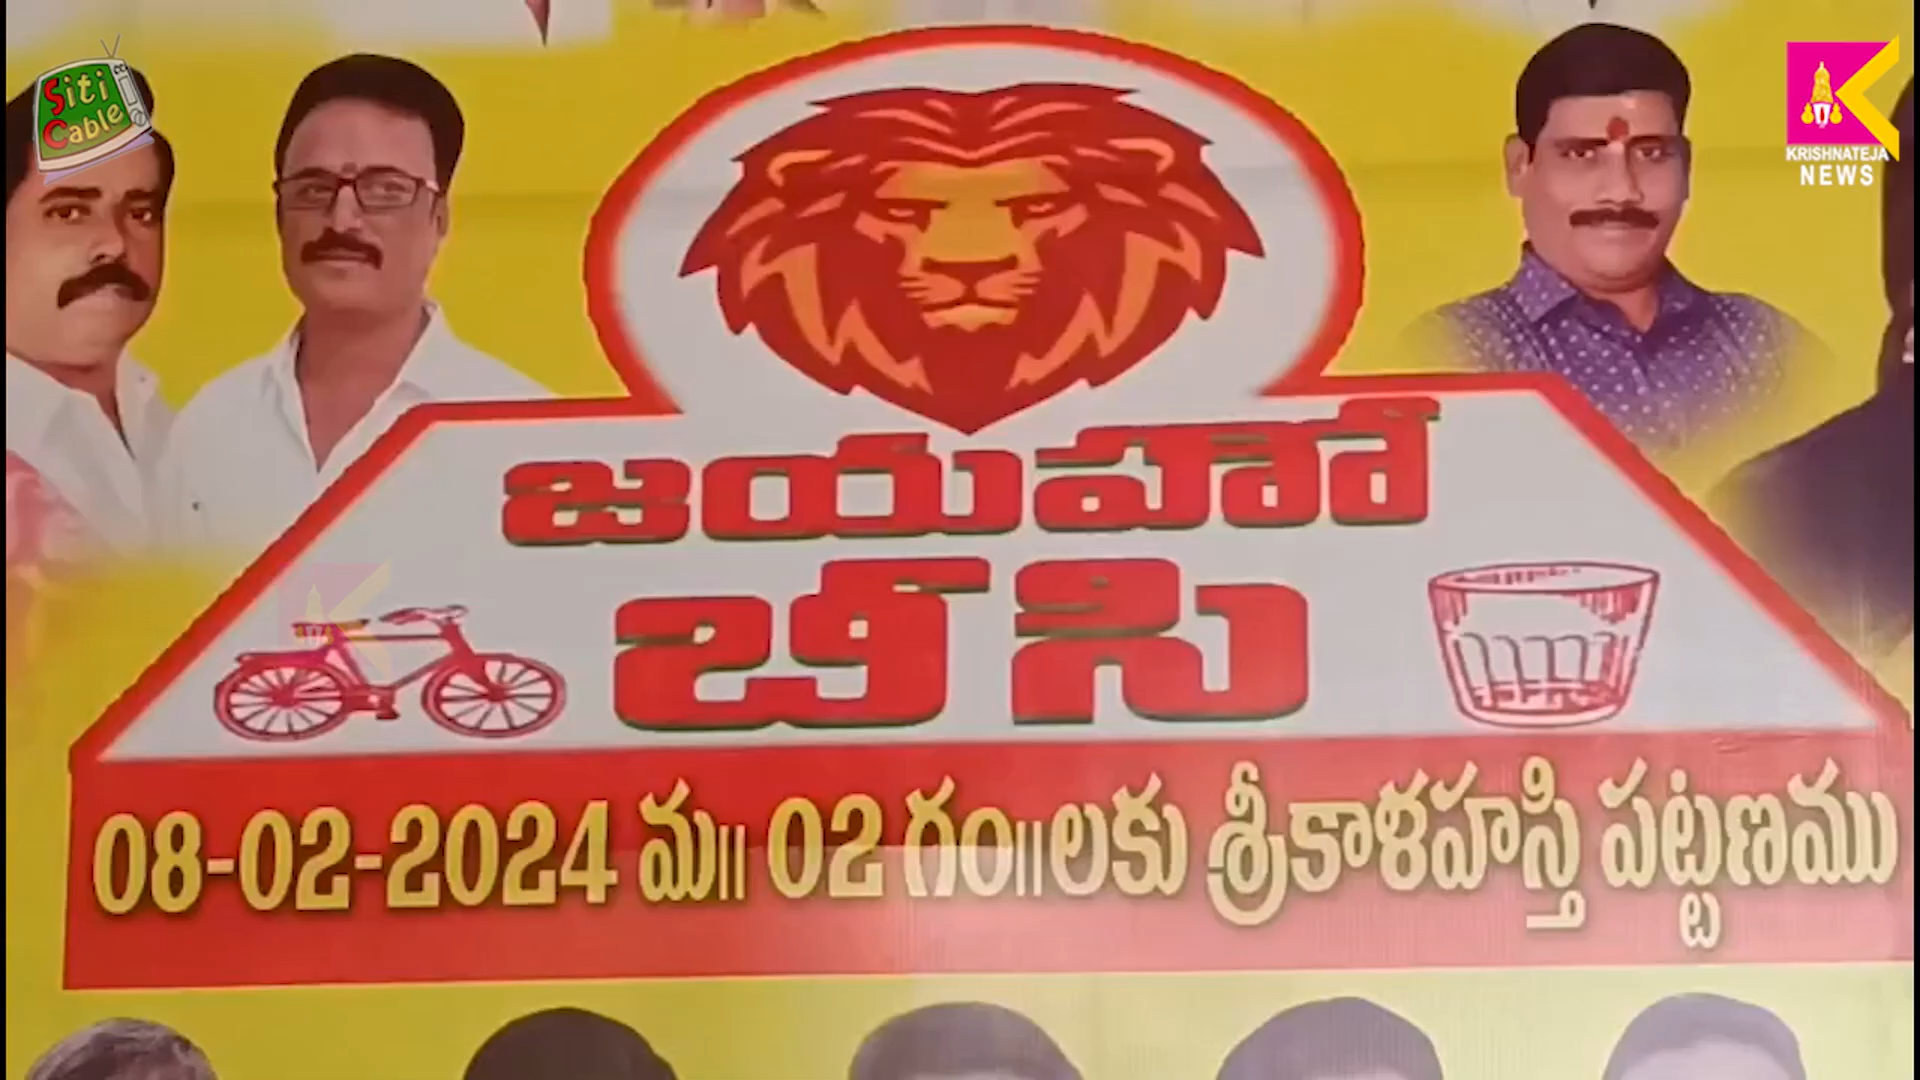 Siti
Cable
KRISHNATEJA
NEWS
జయహో
బీసి
08-02-2024 మ॥ 02 గం॥లకు శ్రీకాళహస్తి పట్టణము